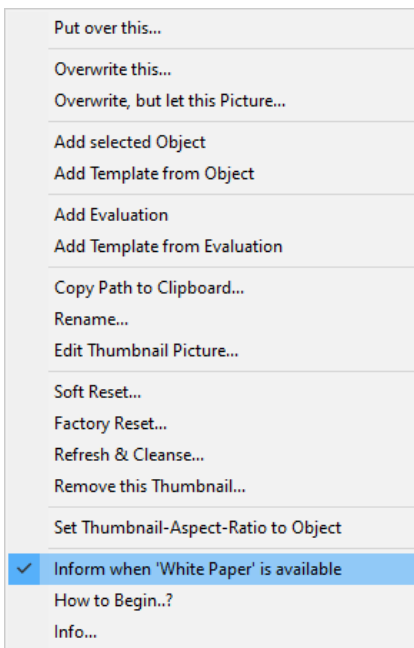 Put over this...
Overwrite this...
Overwrite, but let this Picture...
Add selected Object
Add Template from Object
Add Evaluation
Add Template from Evaluation
Copy Path to Clipboard...
Rename...
Edit Thumbnail Picture...
Soft Reset...
Factory Reset...
Refresh & Cleanse...
Remove this Thumbnail...
Set Thumbnail-Aspect-Ratio to Object
Inform when 'White Paper' is available
How to Begin..?
Info...